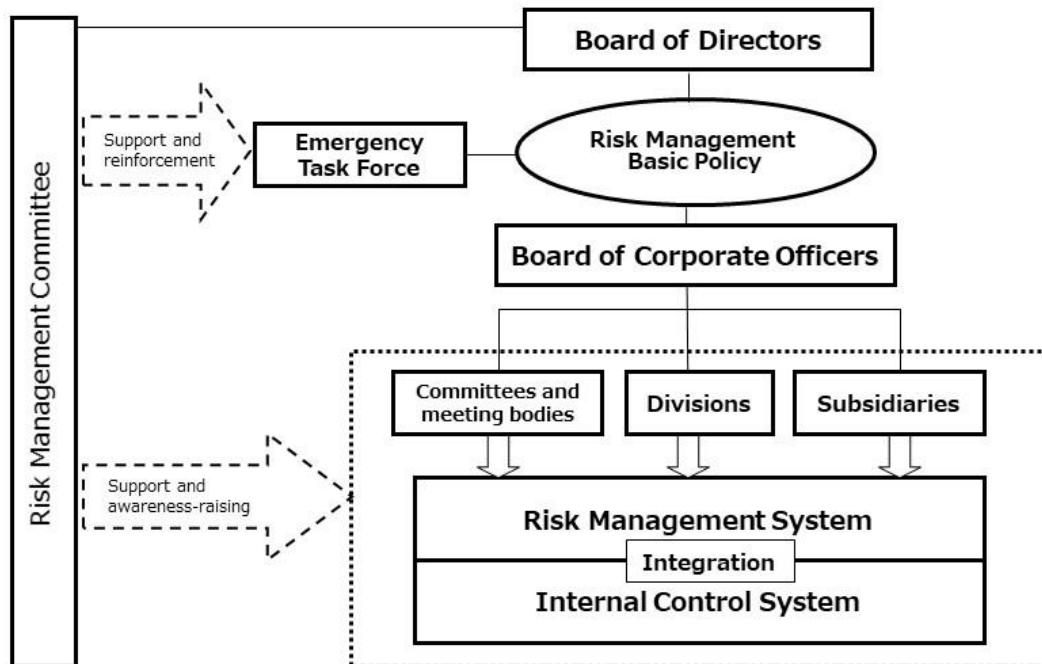 Board of Directors
Risk Management Committee
Support and
reinforcement
Emergency
Task Force
Risk Management
Basic Policy
Board of Corporate Officers
Committees and
meeting bodies
Divisions
Subsidiaries
Support and
awareness-raising
Risk Management System
Integration
Internal Control System